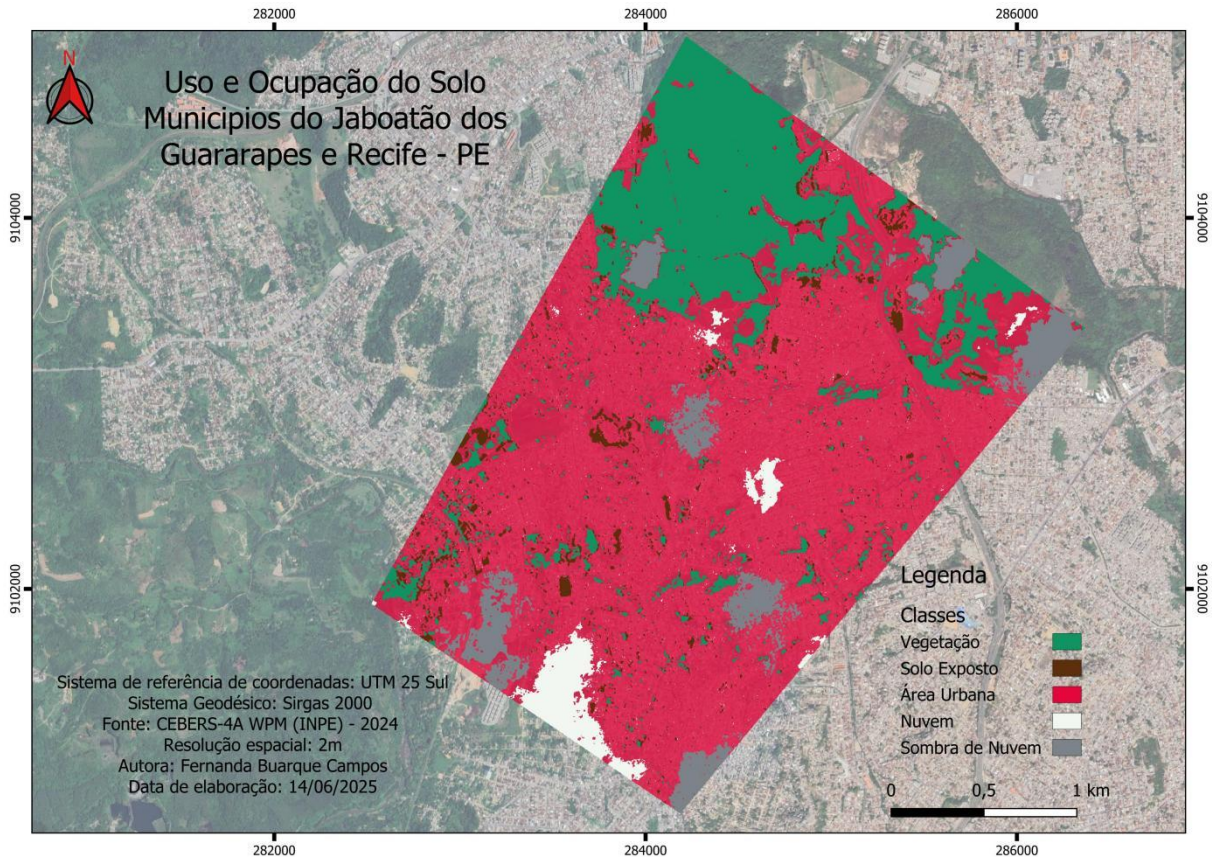 282000
284000
286000
N
Uso e Ocupação do Solo
Municipios do Jaboatão dos
Guararapes e Recife - PE
9104000
9104000
9102000
9102000
Legenda
Classes
Vegetação
Solo Exposto
Área Urbana
Nuvem
Sombra de Nuvem
0
0,5
1 km
Sistema de referência de coordenadas: UTM 25 Sul
Sistema Geodésico: Sirgas 2000
Fonte: CEBERS-4A WPM (INPE) - 2024
Resolução espacial: 2m
Autora: Fernanda Buarque Campos
Data de elaboração: 14/06/2025
282000
284000
286000